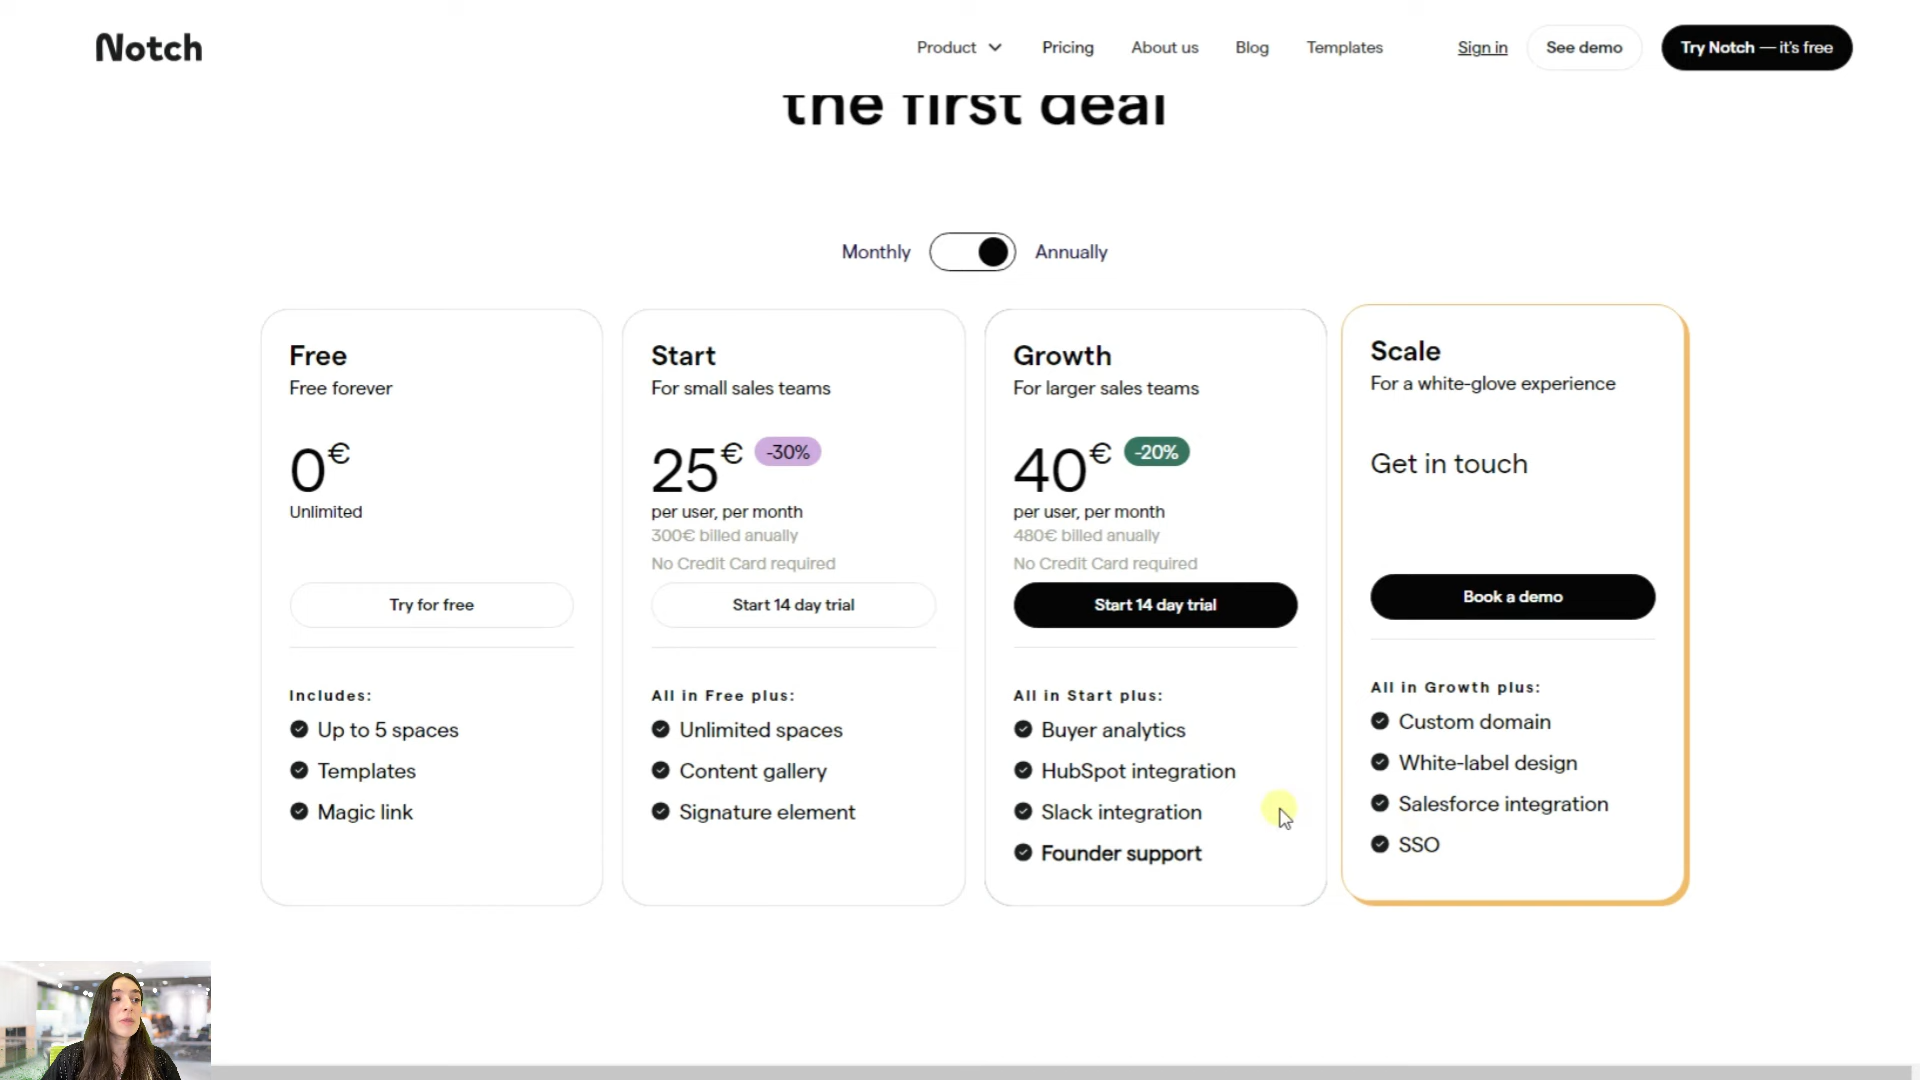 Notch
Product
Pricing
About us
Blog
Templates
Sign in
See demo
Try Notch — it's free
the first deal
Monthly
Annually
Free
Free forever
0€
Unlimited
Try for free
Includes:
Up to 5 spaces
Templates
Magic link
Start
For small sales teams
25€ -30%
per user, per month
300€ billed anually
No Credit Card required
Start 14 day trial
All in Free plus:
Unlimited spaces
Content gallery
Signature element
Growth
For larger sales teams
40€ -20%
per user, per month
480€ billed anually
No Credit Card required
Start 14 day trial
All in Start plus:
Buyer analytics
HubSpot integration
Slack integration
Founder support
Scale
For a white-glove experience
Get in touch
Book a demo
All in Growth plus:
Custom domain
White-label design
Salesforce integration
SSO